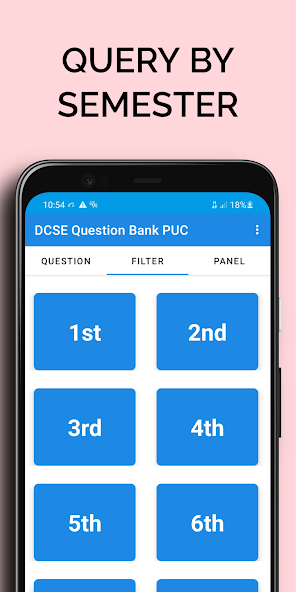 QUERY BY
SEMESTER
10:54 18%
DCSE Question Bank PUC
QUESTION FILTER PANEL
1st 2nd
3rd 4th
5th 6th